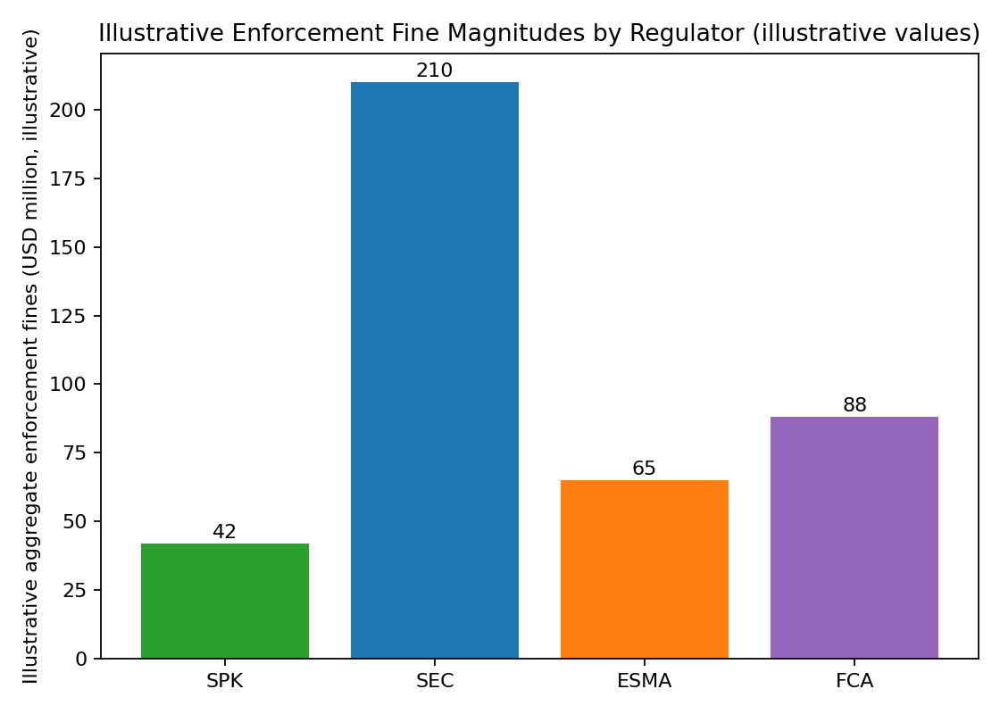 Illustrative Enforcement Fine Magnitudes by Regulator (illustrative values)
Illustrative aggregate enforcement fines (USD million, illustrative)
200
175
150
125
100
75
50
25
0
42
210
65
88
SPK
SEC
ESMA
FCA